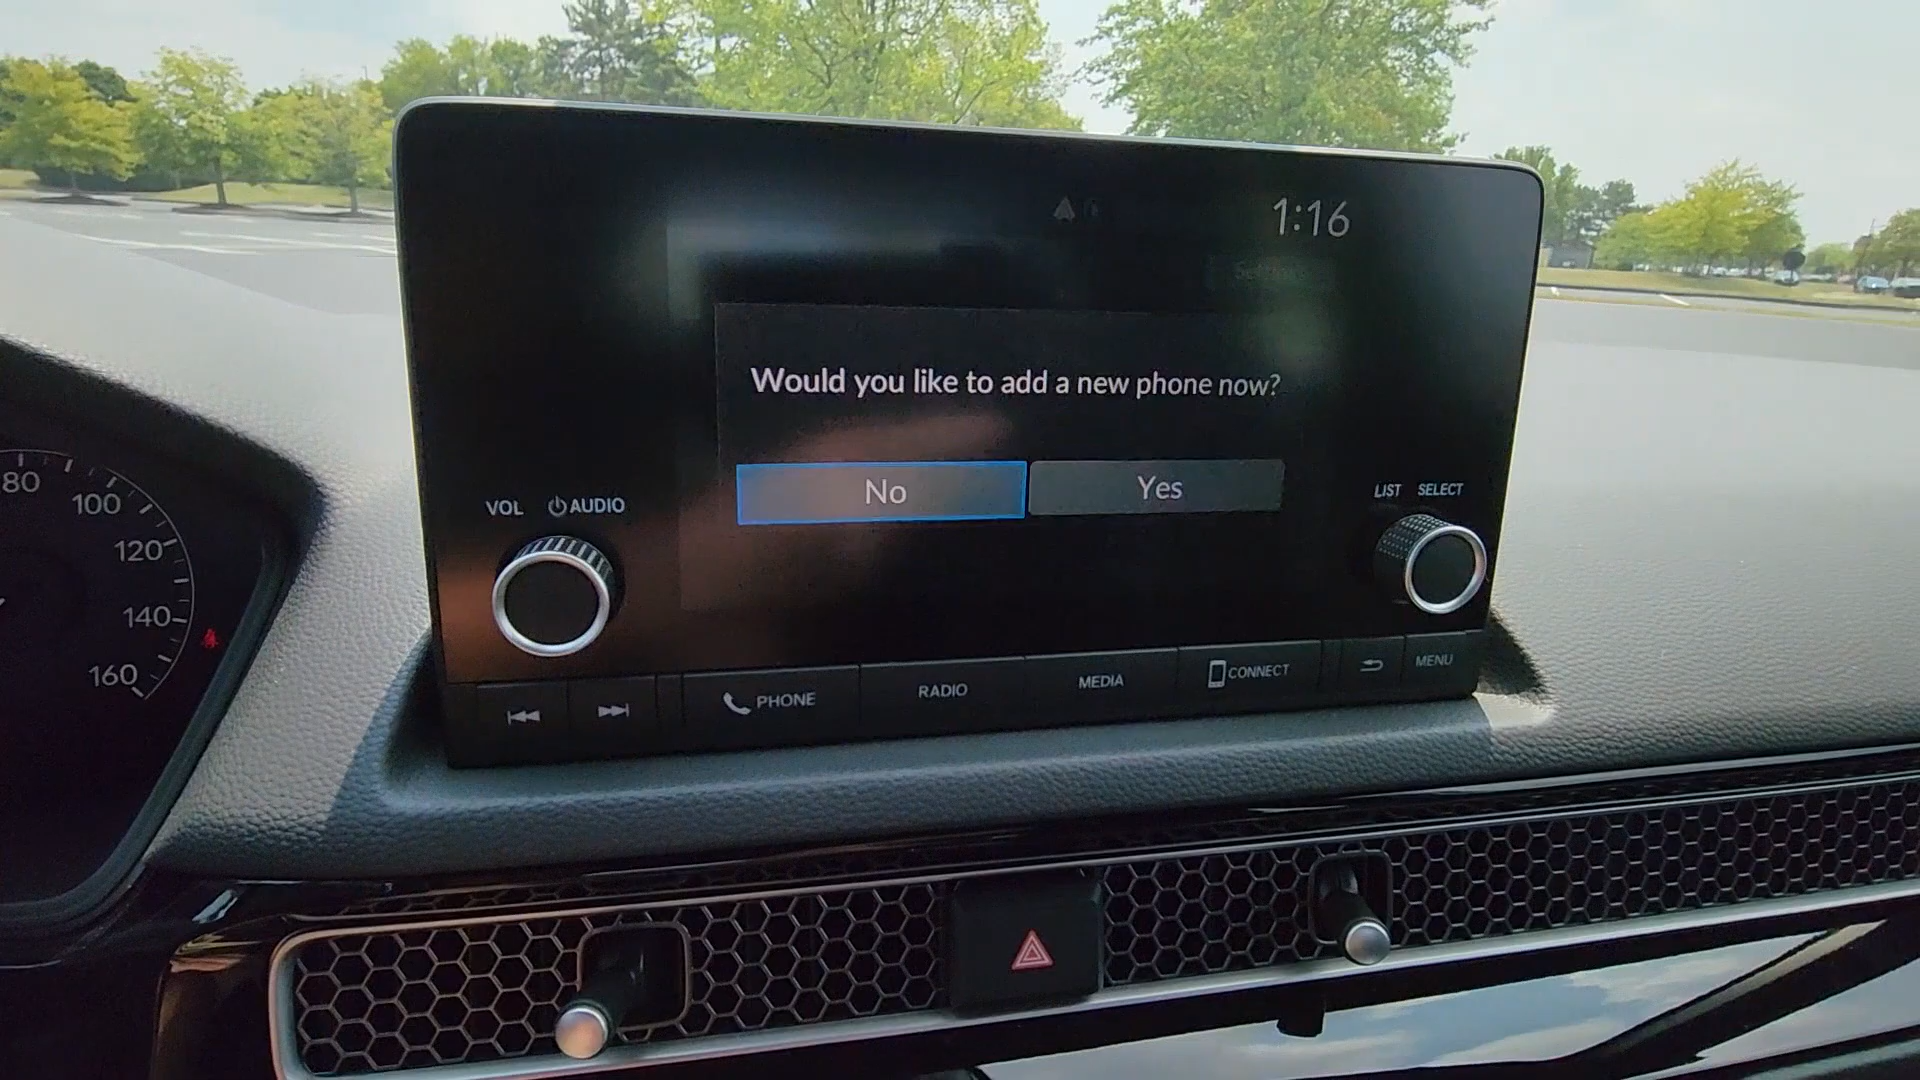 1:16
Would you like to add a new phone now?
No
Yes
VOL AUDIO
LIST SELECT
PHONE
RADIO
MEDIA
CONNECT
MENU
80
100
120
140
160